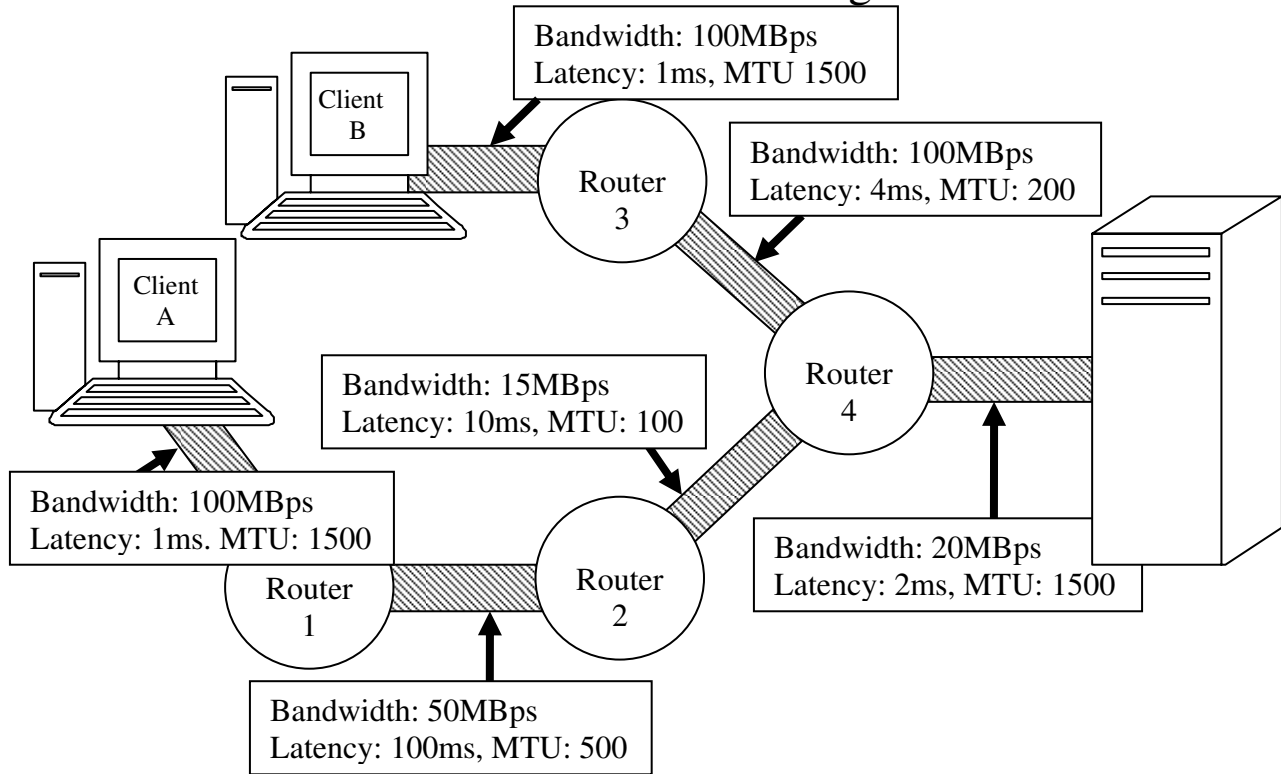 Bandwidth: 100MBps
Latency: 1ms, MTU 1500
Client
B
Bandwidth: 100MBps
Latency: 4ms, MTU: 200
Router
3
Client
A
Bandwidth: 15MBps
Latency: 10ms, MTU: 100
Router
4
Bandwidth: 100MBps
Latency: 1ms. MTU: 1500
Bandwidth: 20MBps
Latency: 2ms, MTU: 1500
Router
1
Router
2
Bandwidth: 50MBps
Latency: 100ms, MTU: 500